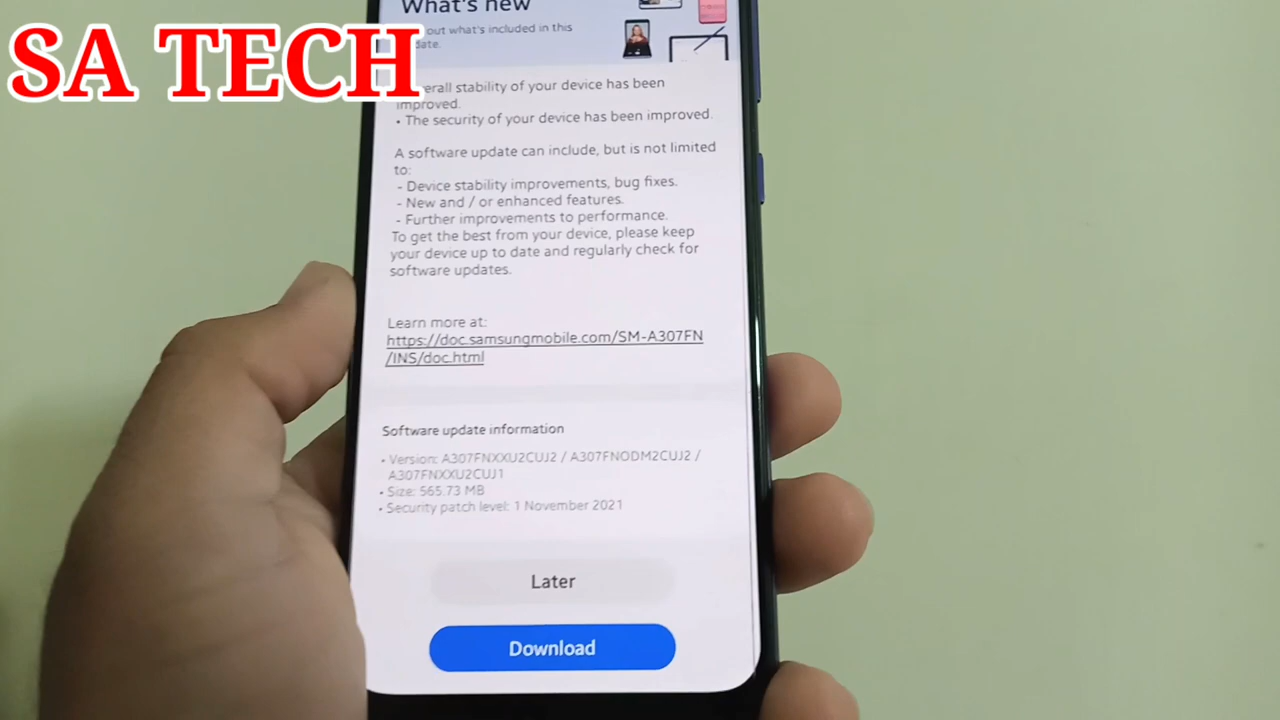 SA TECH
What's new
out what's included in this
date.
erall stability of your device has been
improved.
• The security of your device has been improved.
A software update can include, but is not limited
to:
- Device stability improvements, bug fixes.
- New and / or enhanced features.
- Further improvements to performance.
To get the best from your device, please keep
your device up to date and regularly check for
software updates.
Learn more at:
https://doc.samsungmobile.com/SM-A307FN
/INS/doc.html
Software update information
• Version: A307FNXXU2CUJ2 / A307FNODM2CUJ2 /
A307FNXXU2CUJ1
• Size: 565.73 MB
• Security patch level: 1 November 2021
Later
Download